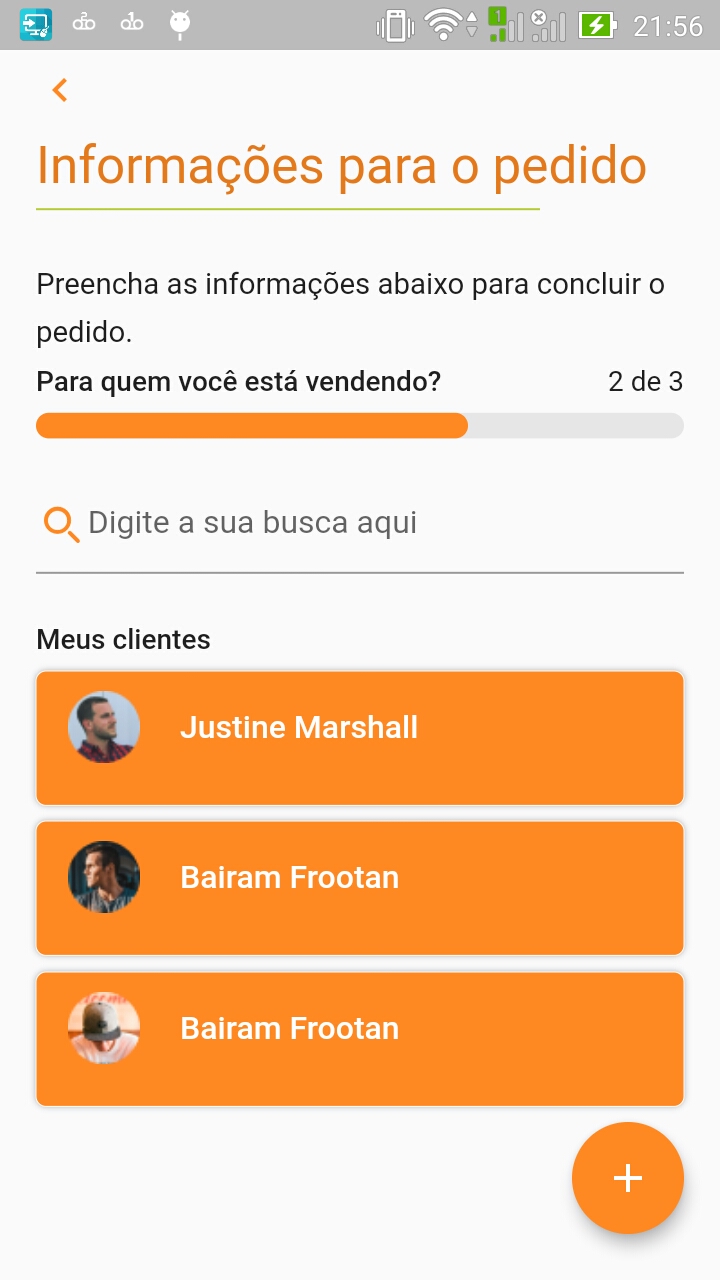 21:56
Informações para o pedido
Preencha as informações abaixo para concluir o
pedido.
Para quem você está vendendo? 2 de 3
Digite a sua busca aqui
Meus clientes
Justine Marshall
Bairam Frootan
Bairam Frootan